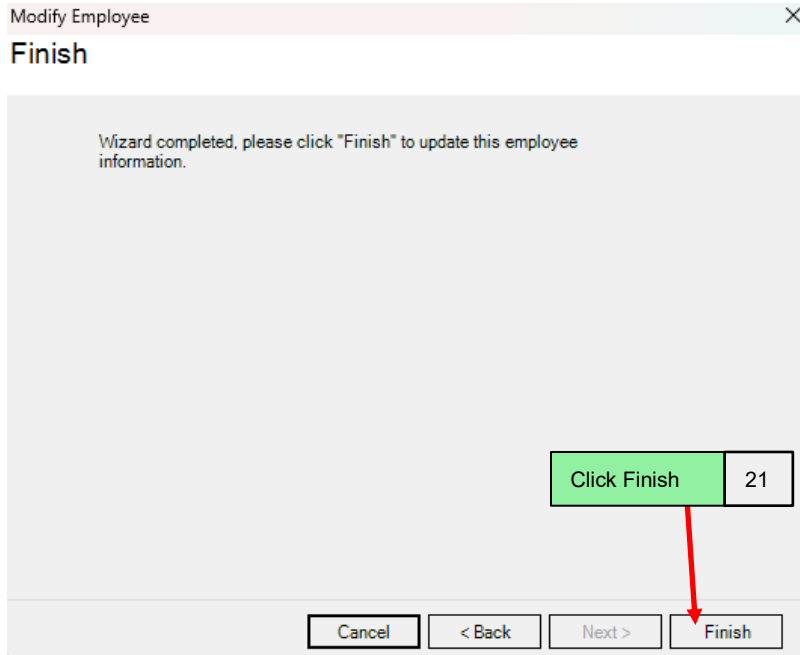 Modify Employee
Finish
Wizard completed, please click "Finish" to update this employee
information.
Click Finish 21
Cancel < Back Next > Finish